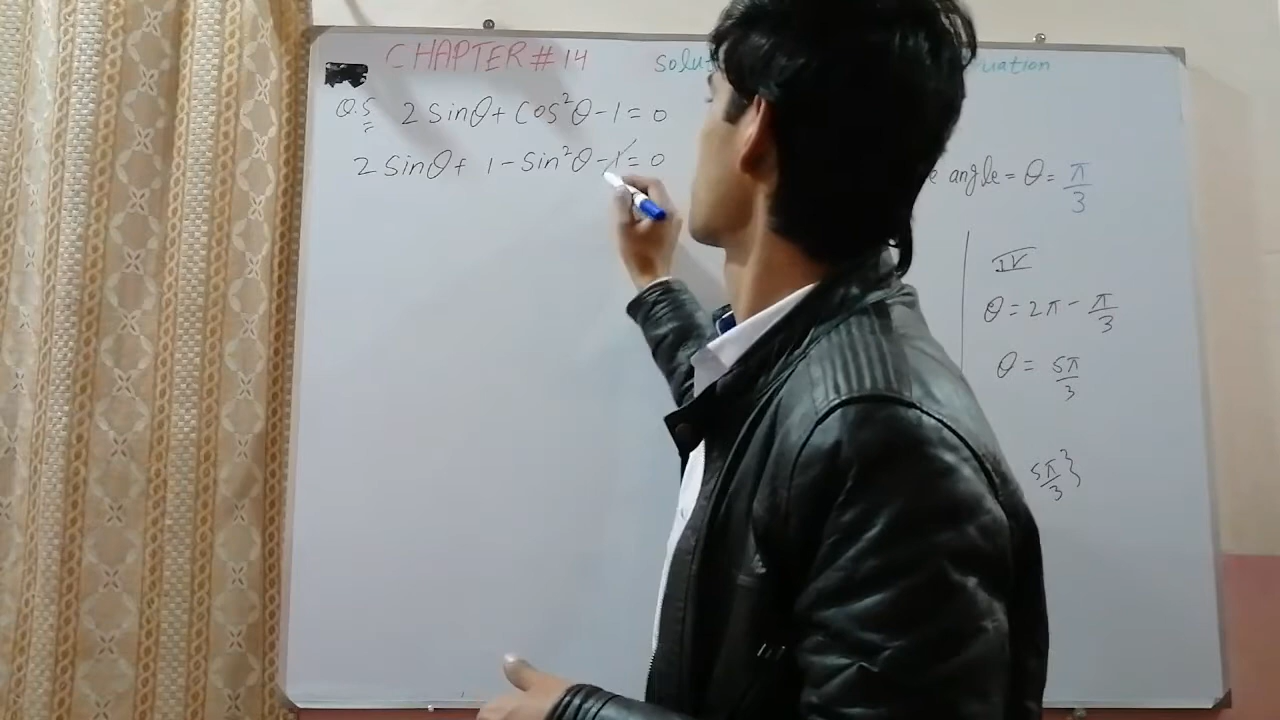 CHAPTER # 14
Q.5 2 Sinθ + Cos²θ - 1 = 0
2 Sinθ + 1 - Sin²θ - 1 = 0
angle = θ = π/3
IV
θ = 2π - π/3
θ = 5π/3
5π/3 }